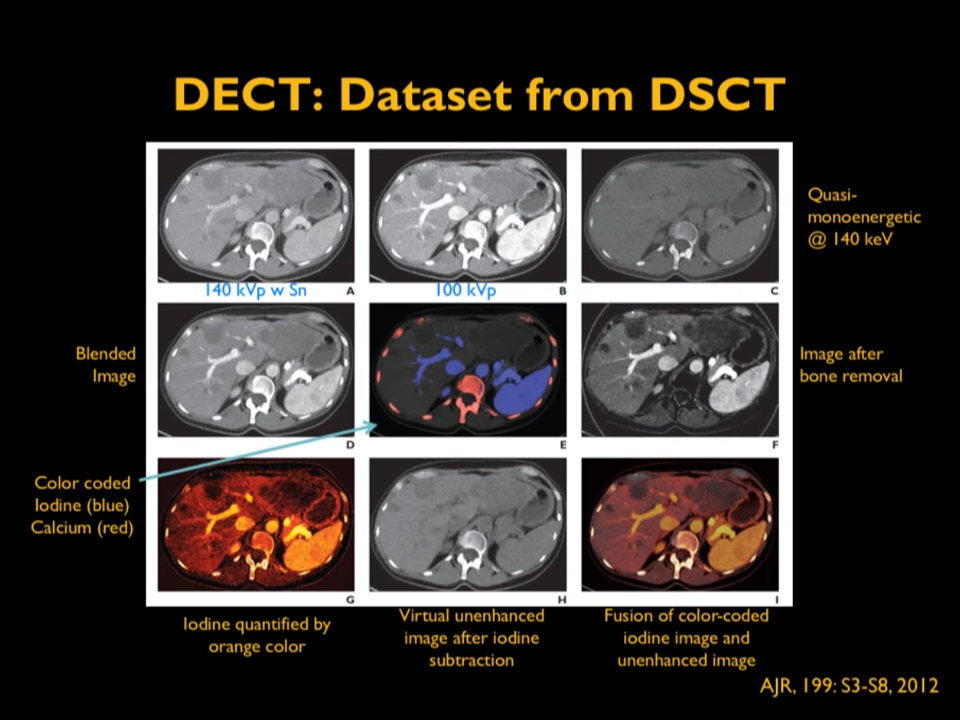 DECT: Dataset from DSCT
Quasi-
monoenergetic
@ 140 keV
140 kVp w Sn
A
100 kVp
B
C
Blended
Image
Image after
bone removal
D
E
F
Color coded
Iodine (blue)
Calcium (red)
G
H
I
Iodine quantified by
orange color
Virtual unenhanced
image after iodine
subtraction
Fusion of color-coded
iodine image and
unenhanced image
AJR, 199: S3-S8, 2012